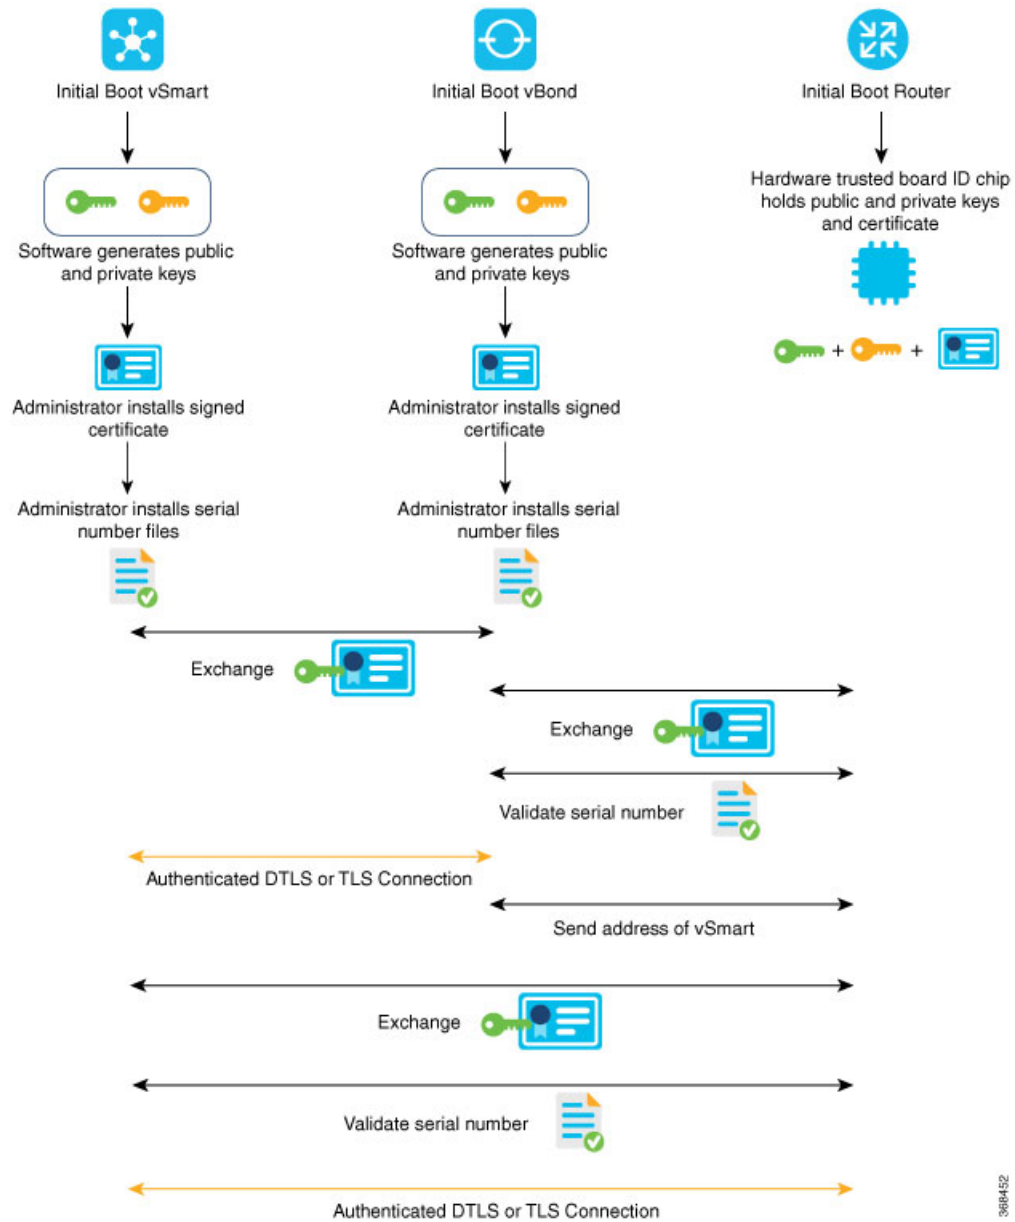 Initial Boot vSmart
Initial Boot vBond
Initial Boot Router
Software generates public
and private keys
Software generates public
and private keys
Hardware trusted board ID chip
holds public and private keys
and certificate
+ +
Administrator installs signed
certificate
Administrator installs signed
certificate
Administrator installs serial
number files
Administrator installs serial
number files
Exchange
Exchange
Validate serial number
Authenticated DTLS or TLS Connection
Send address of vSmart
Exchange
Validate serial number
Authenticated DTLS or TLS Connection
368452